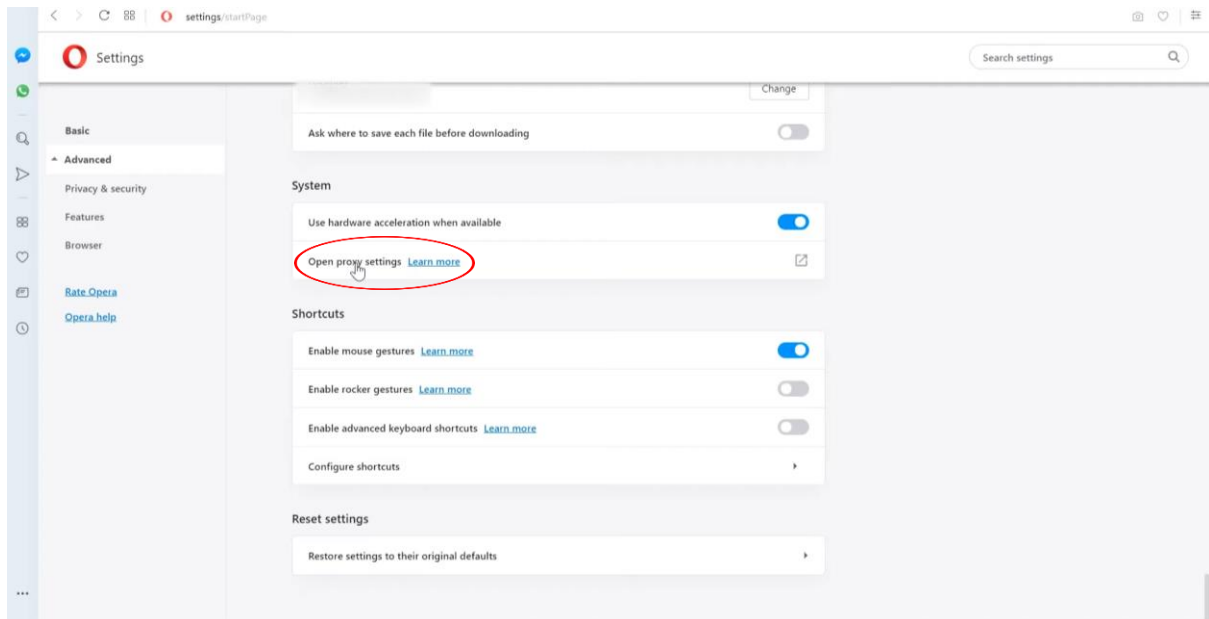 settings/startPage
Settings
Search settings
Change
Basic
Ask where to save each file before downloading
Advanced
System
Privacy & security
Features
Use hardware acceleration when available
Browser
Open proxy settings Learn more
Rate Opera
Opera help
Shortcuts
Enable mouse gestures Learn more
Enable rocker gestures Learn more
Enable advanced keyboard shortcuts Learn more
Configure shortcuts
Reset settings
Restore settings to their original defaults